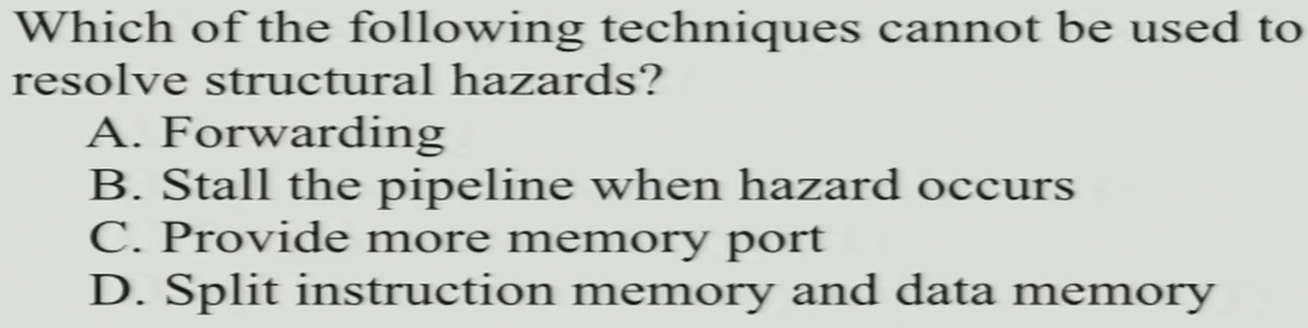 Which of the following techniques cannot be used to
resolve structural hazards?
A. Forwarding
B. Stall the pipeline when hazard occurs
C. Provide more memory port
D. Split instruction memory and data memory